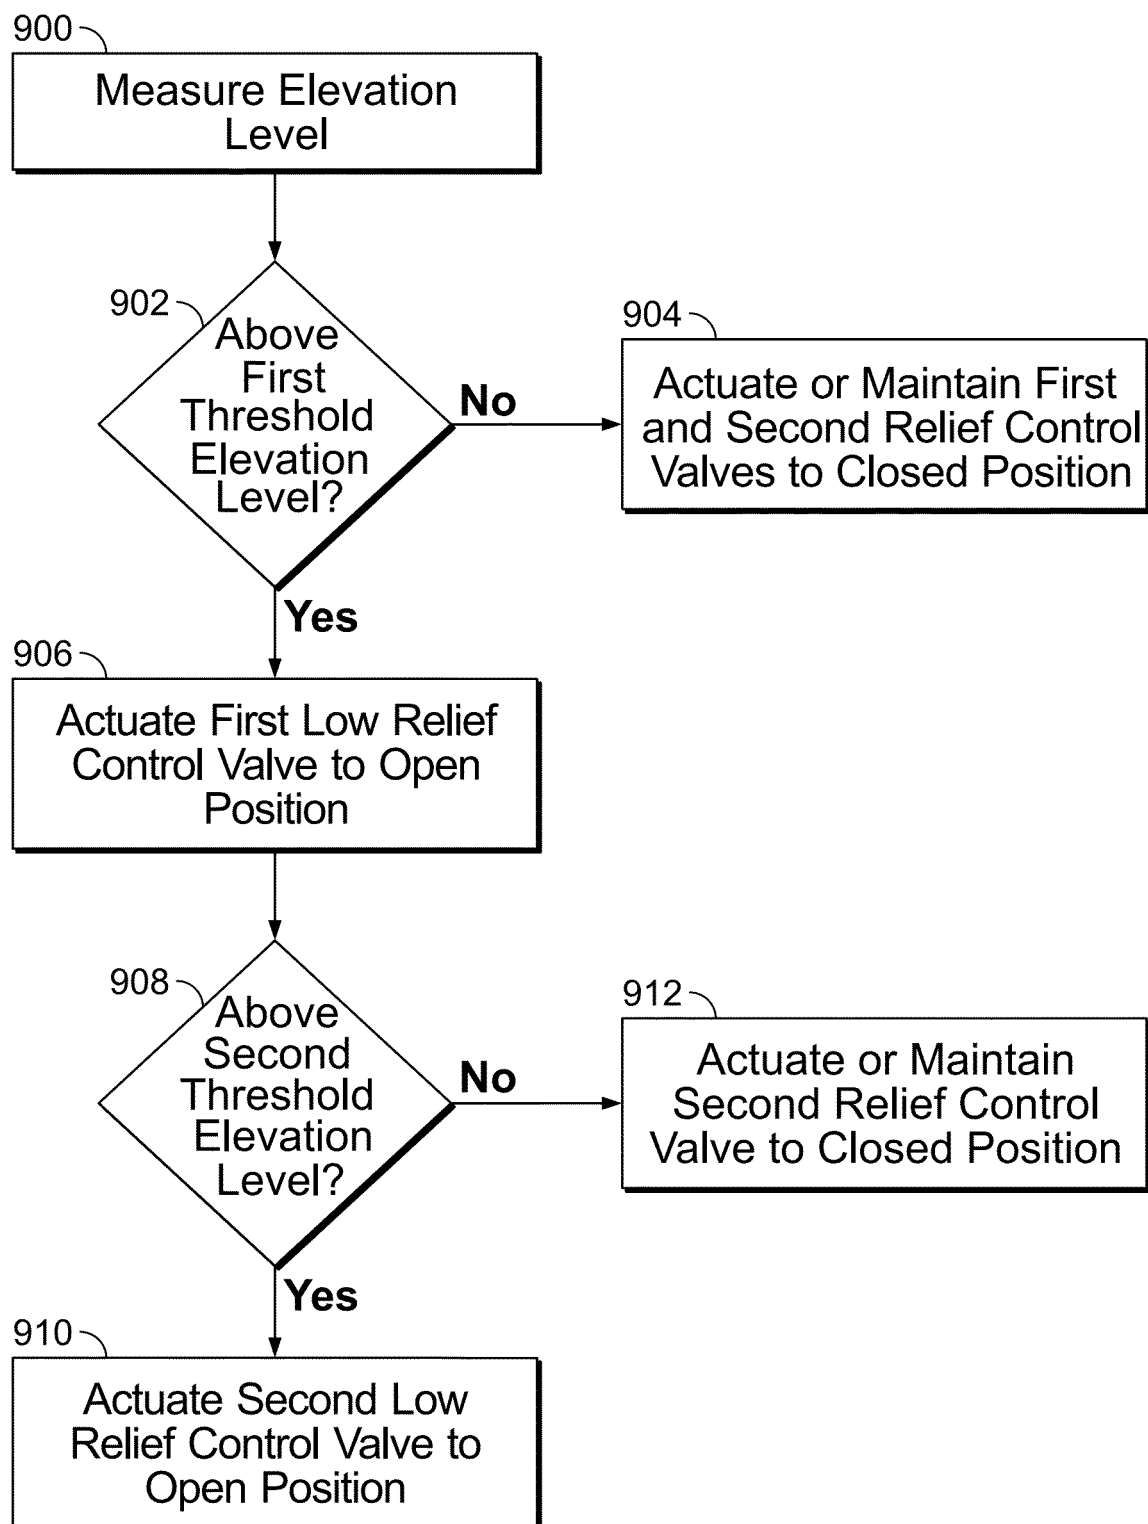 900
Measure Elevation
Level
902
Above
First
Threshold
Elevation
Level?
No
904
Actuate or Maintain First
and Second Relief Control
Valves to Closed Position
Yes
906
Actuate First Low Relief
Control Valve to Open
Position
908
Above
Second
Threshold
Elevation
Level?
No
912
Actuate or Maintain
Second Relief Control
Valve to Closed Position
Yes
910
Actuate Second Low
Relief Control Valve to
Open Position